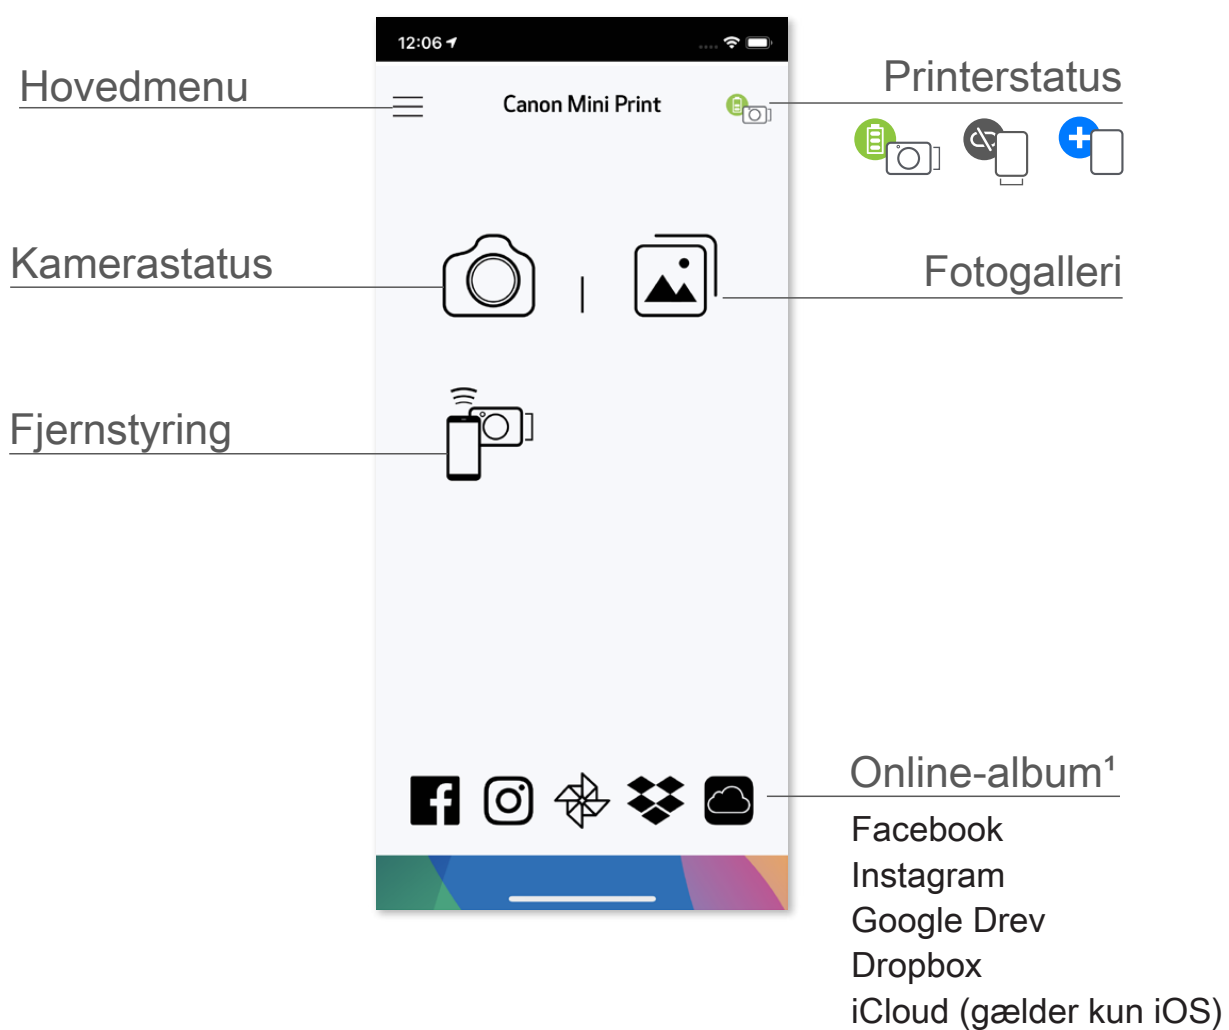 12:06
Hovedmenu
Canon Mini Print
Printerstatus
Kamerastatus
Fotogalleri
Fjernstyring
Online-album¹
Facebook
Instagram
Google Drev
Dropbox
iCloud (gælder kun iOS)